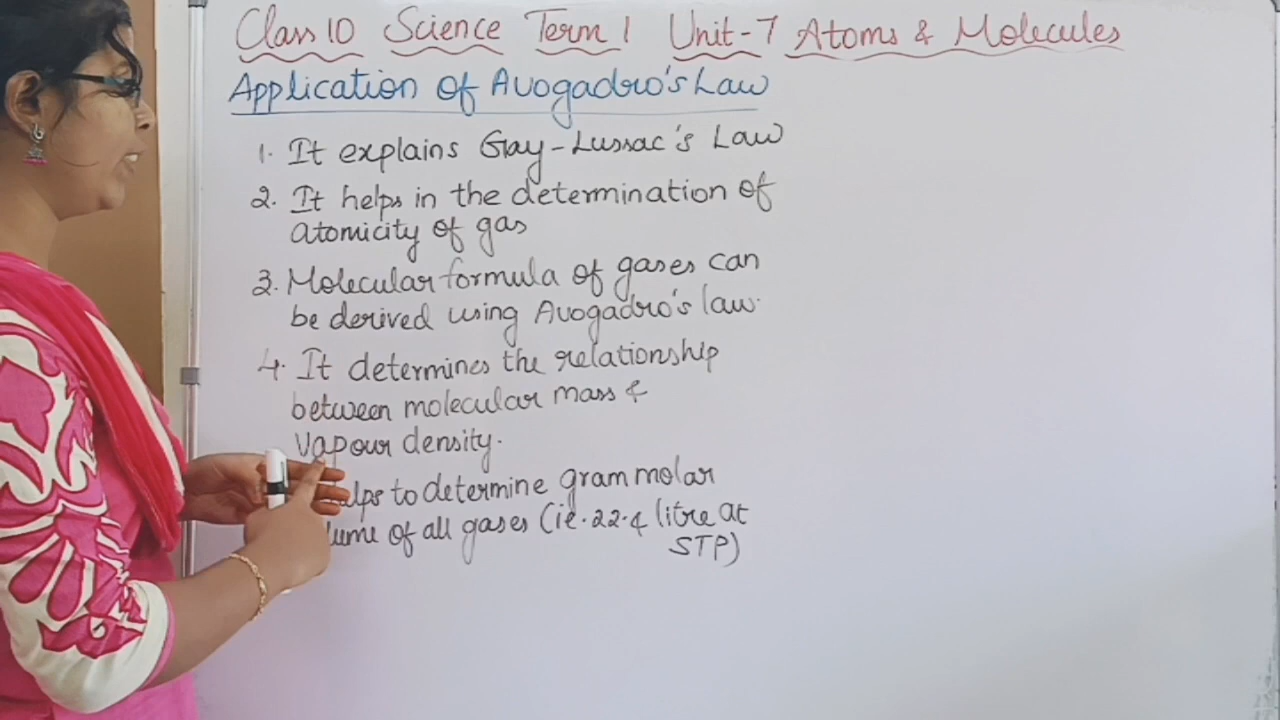 Class 10 Science Term 1 Unit-7 Atoms & Molecules
Application of Avogadro's Law
1. It explains Gay-Lussac's Law
2. It helps in the determination of
atomicity of gas
3. Molecular formula of gases can
be derived using Avogadro's law.
4. It determines the relationship
between molecular mass &
vapour density.
to determine gram molar
of all gases (ie. 22.4 litre at
STP)